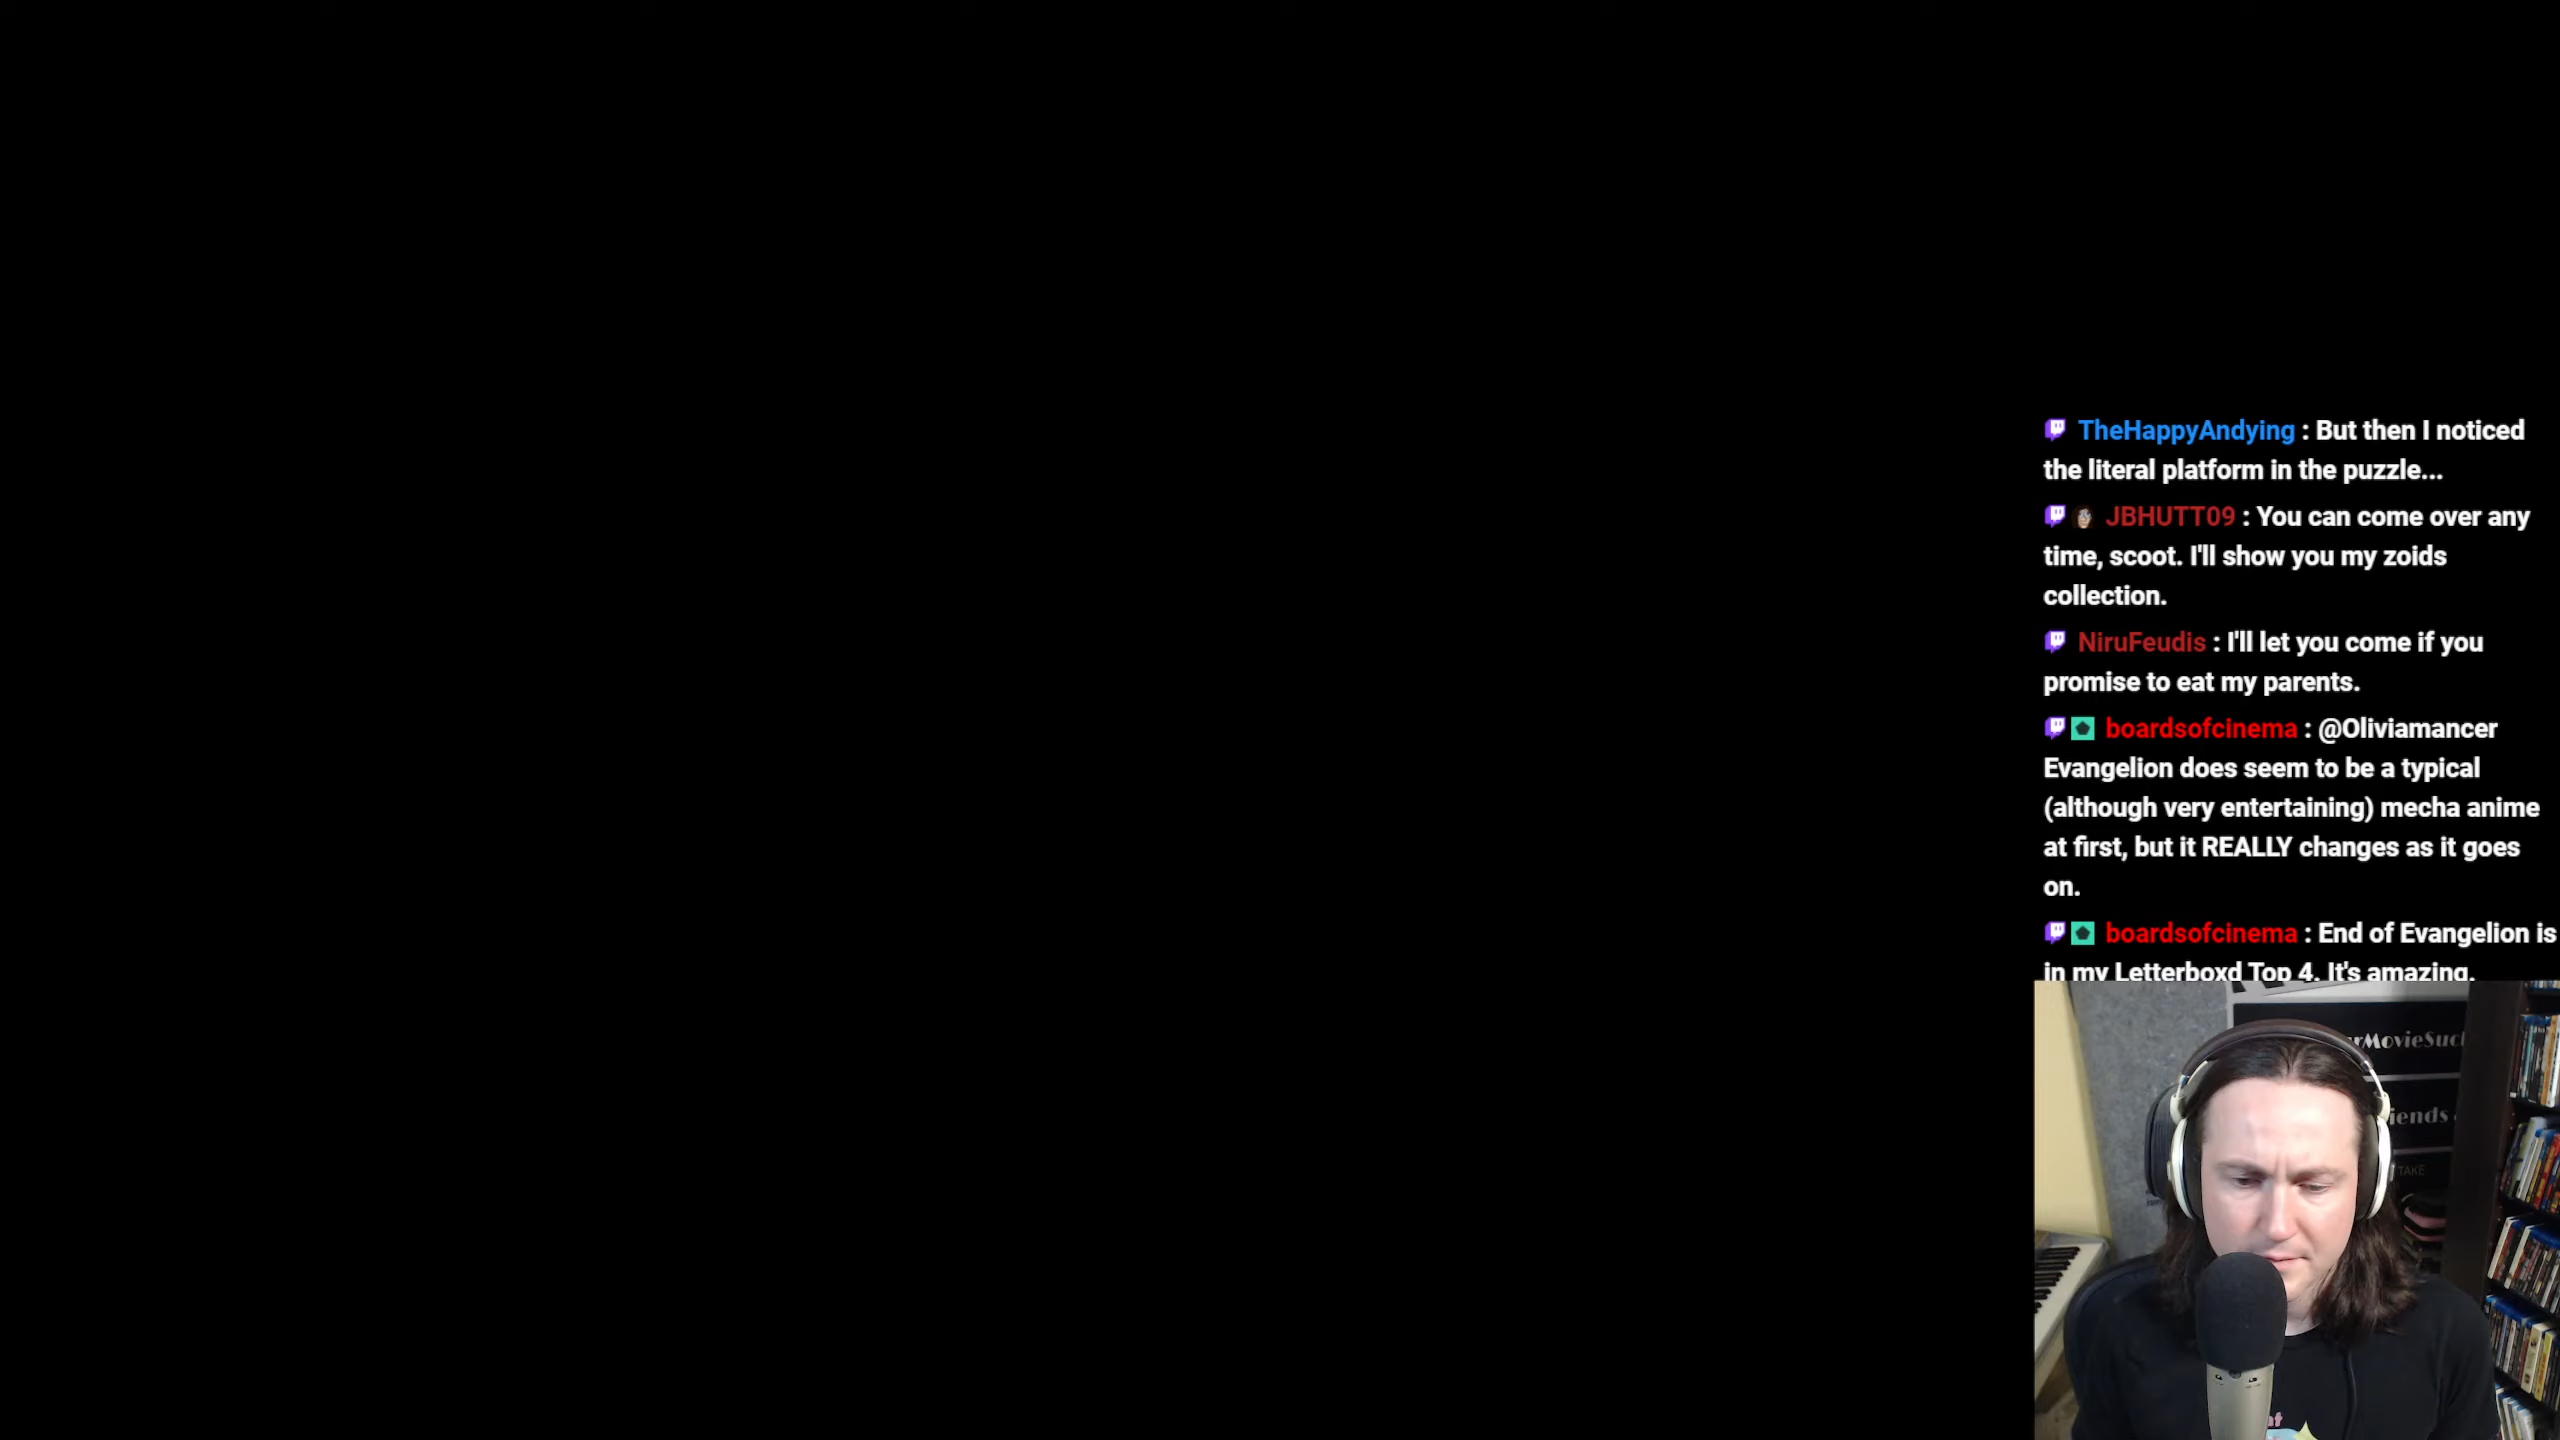 TheHappyAndying : But then I noticed
the literal platform in the puzzle...
JBHUTT09 : You can come over any
time, scoot. I'll show you my zoids
collection.
NiruFeudis : I'll let you come if you
promise to eat my parents.
boardsofcinema : @Oliviamancer
Evangelion does seem to be a typical
(although very entertaining) mecha anime
at first, but it REALLY changes as it goes
on.
boardsofcinema : End of Evangelion is
in my Letterboxd Top 4. It's amazing.
TAKE